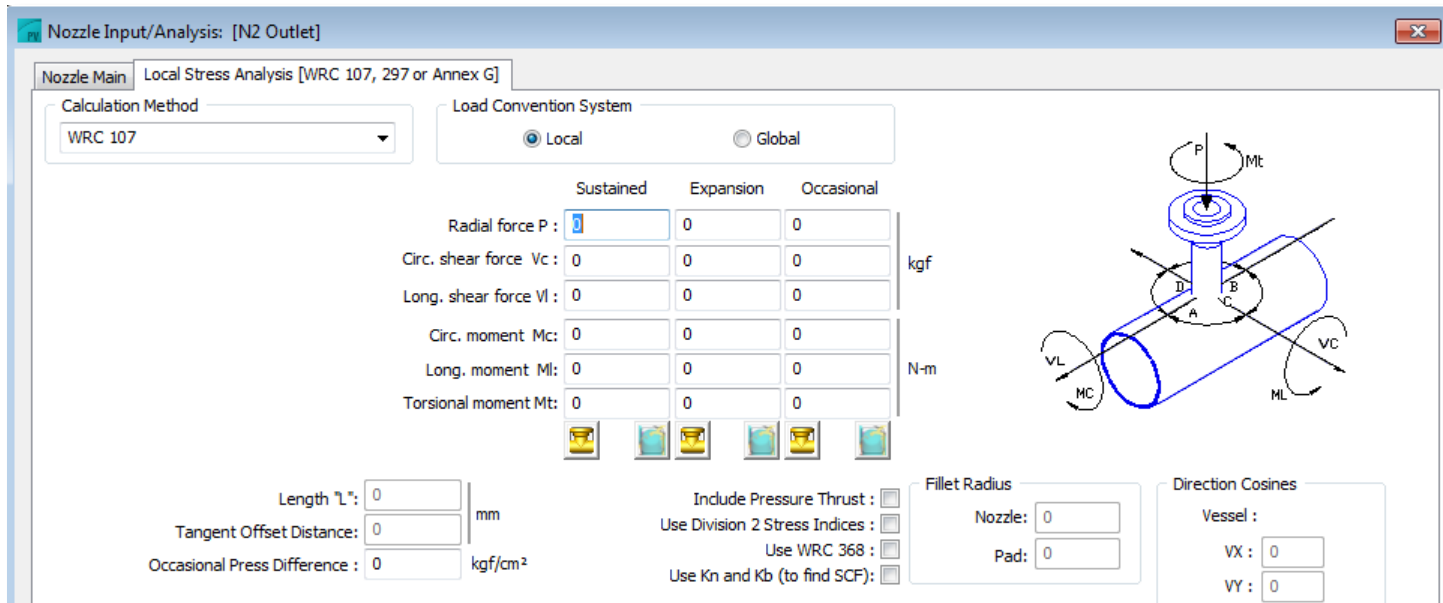 PV Nozzle Input/Analysis: [N2 Outlet]
Nozzle Main Local Stress Analysis [WRC 107, 297 or Annex G]
Calculation Method
WRC 107
Load Convention System
Local Global
Sustained Expansion Occasional
Radial force P : 0 0 0
Circ. shear force Vc : 0 0 0
kgf
Long. shear force Vl : 0 0 0
Circ. moment Mc: 0 0 0
Long. moment Ml: 0 0 0
N-m
Torsional moment Mt: 0 0 0
P Mt
D B
A C
VL VC
MC ML
Length "L": 0
mm
Tangent Offset Distance: 0
Occasional Press Difference : 0 kgf/cm²
Include Pressure Thrust :
Use Division 2 Stress Indices :
Use WRC 368 :
Use Kn and Kb (to find SCF):
Fillet Radius
Nozzle: 0
Pad: 0
Direction Cosines
Vessel :
VX : 0
VY : 0